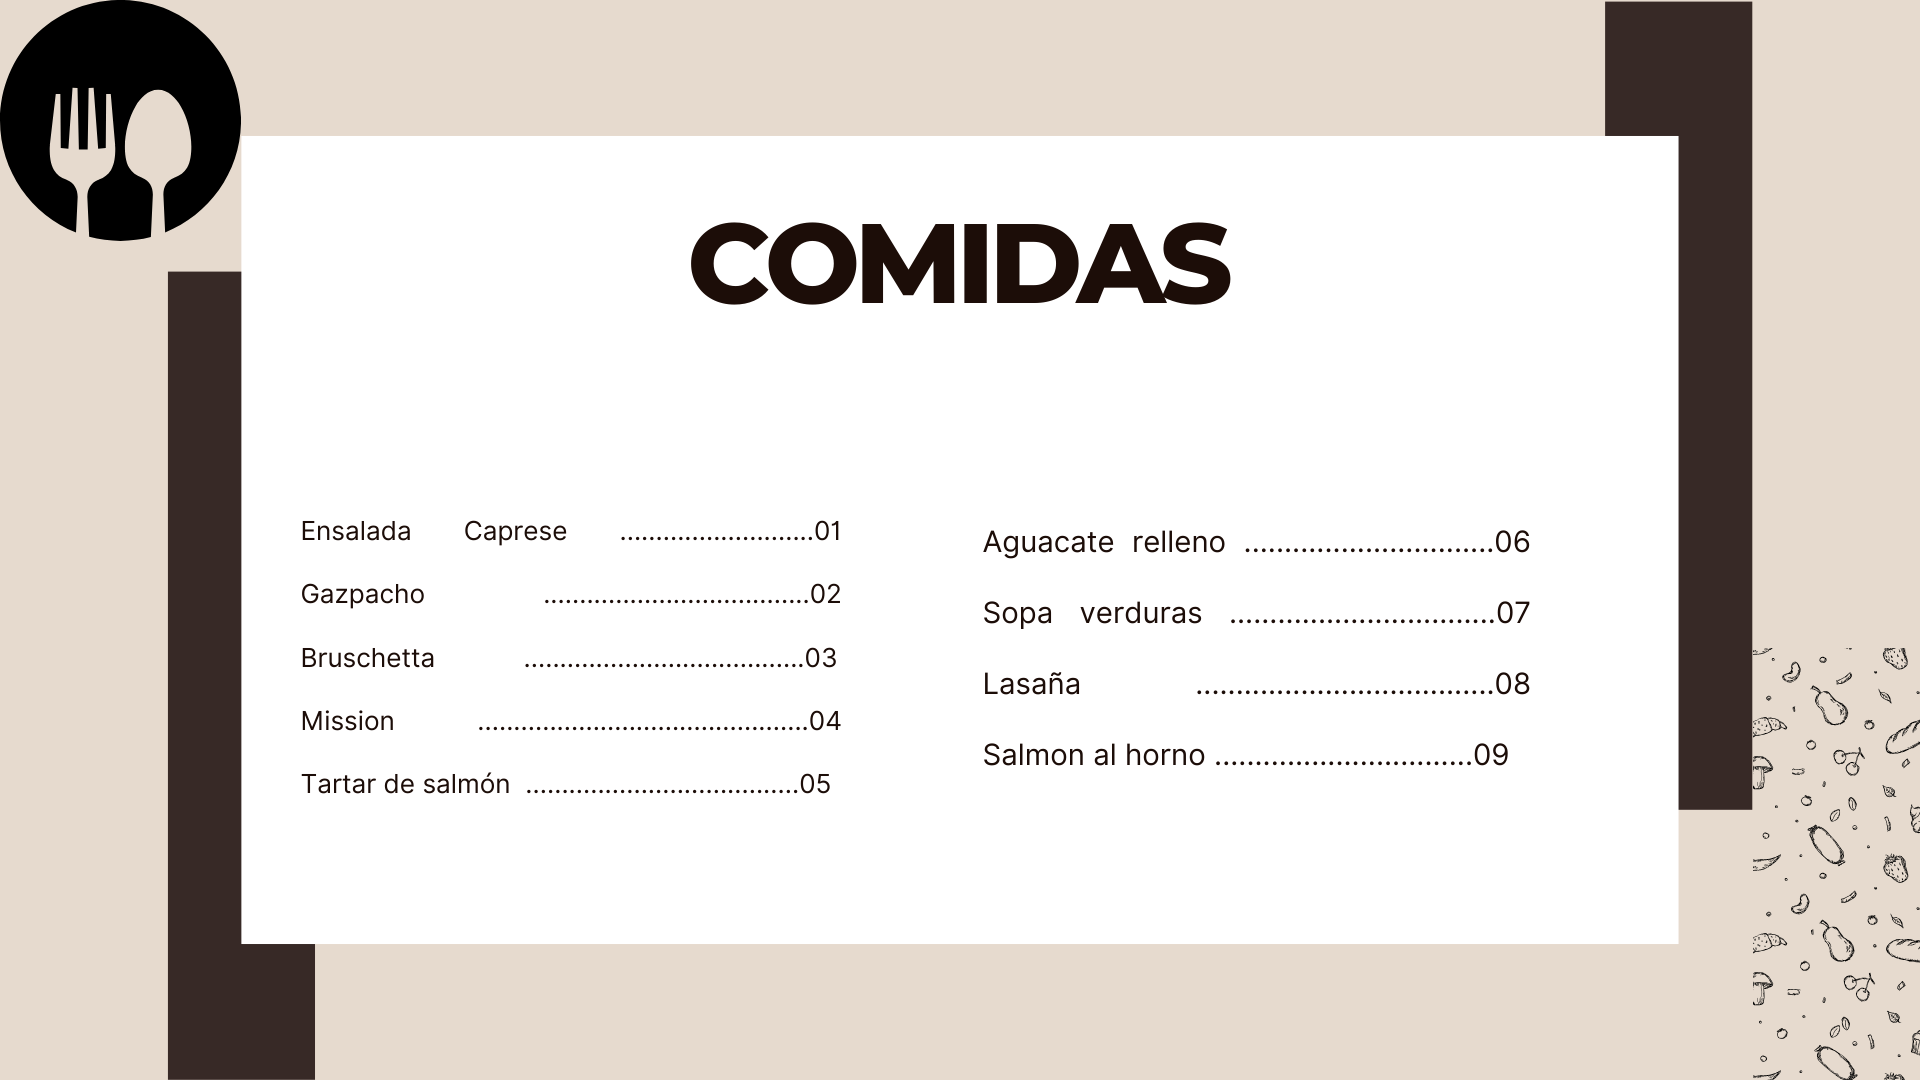 COMIDAS
Ensalada Caprese ...........................01
Gazpacho .....................................02
Bruschetta .......................................03
Mission ..............................................04
Tartar de salmón ......................................05
Aguacate relleno ...............................06
Sopa verduras .................................07
Lasaña .....................................08
Salmon al horno ................................09